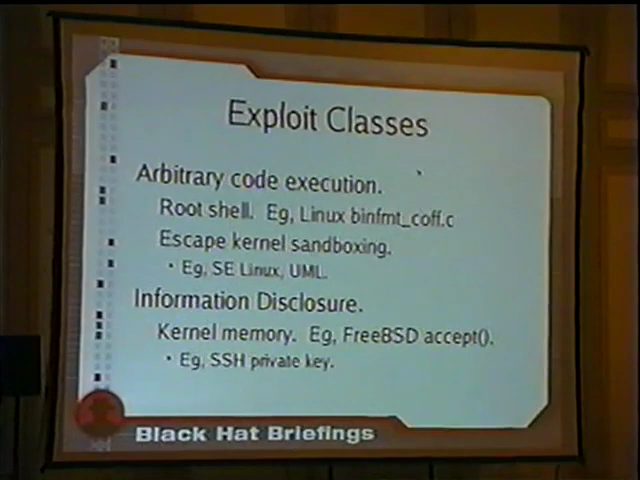 Exploit Classes
Arbitrary code execution.
Root shell. Eg, Linux binfmt_coff.c
Escape kernel sandboxing.
• Eg, SE Linux, UML.
Information Disclosure.
Kernel memory. Eg, FreeBSD accept().
• Eg, SSH private key.
Black Hat Briefings